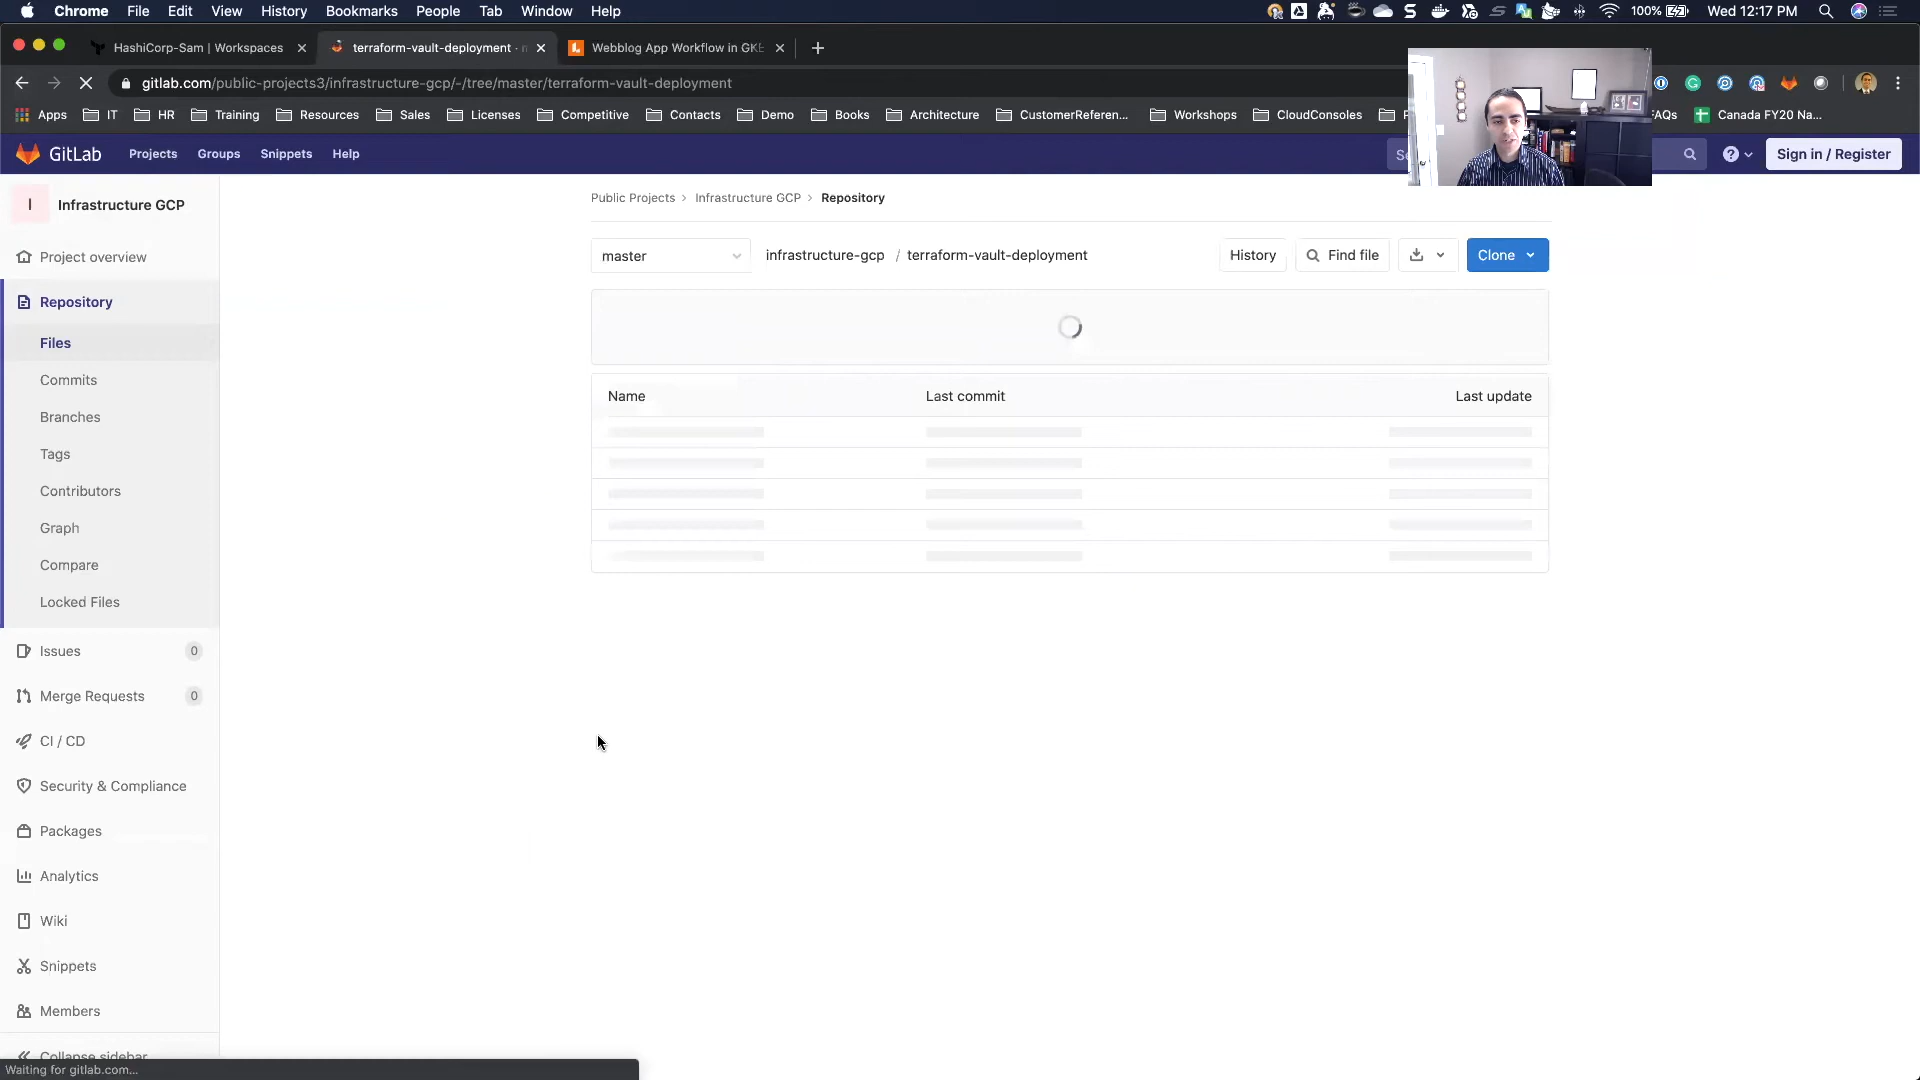 Chrome File Edit View History Bookmarks People Tab Window Help 100% Wed 12:17 PM
HashiCorp-Sam | Workspaces terraform-vault-deployment · Webblog App Workflow in GKE
gitlab.com/public-projects3/infrastructure-gcp/-/tree/master/terraform-vault-deployment
Apps IT HR Training Resources Sales Licenses Competitive Contacts Demo Books Architecture CustomerReferen... Workshops CloudConsoles FAQs Canada FY20 Na...
GitLab Projects Groups Snippets Help Sign in / Register
I Infrastructure GCP
Public Projects > Infrastructure GCP > Repository
master infrastructure-gcp / terraform-vault-deployment History Find file Clone
Project overview
Repository
Files
Commits
Branches
Tags
Contributors
Graph
Compare
Locked Files
Issues 0
Merge Requests 0
CI / CD
Security & Compliance
Packages
Analytics
Wiki
Snippets
Members
Collapse sidebar
Name Last commit Last update
Waiting for gitlab.com...